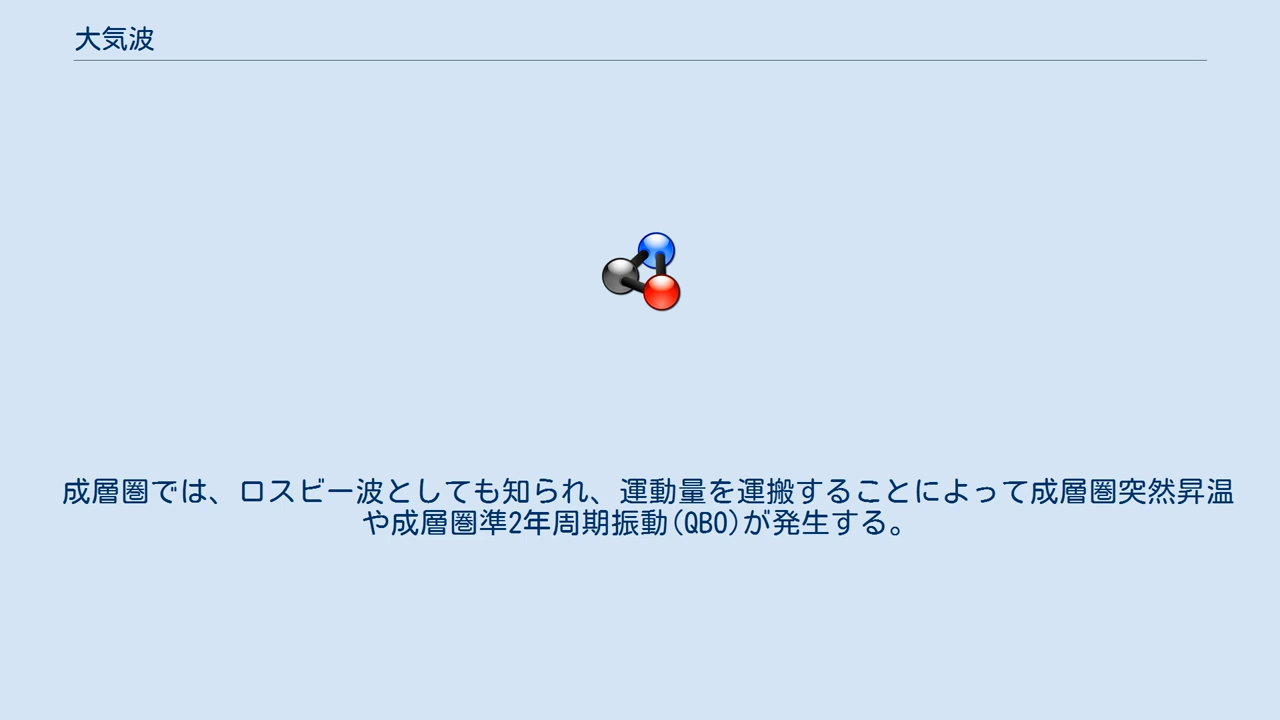 大気波
成層圏では、ロスビー波としても知られ、運動量を運搬することによって成層圏突然昇温
や成層圏準2年周期振動(QBO)が発生する。